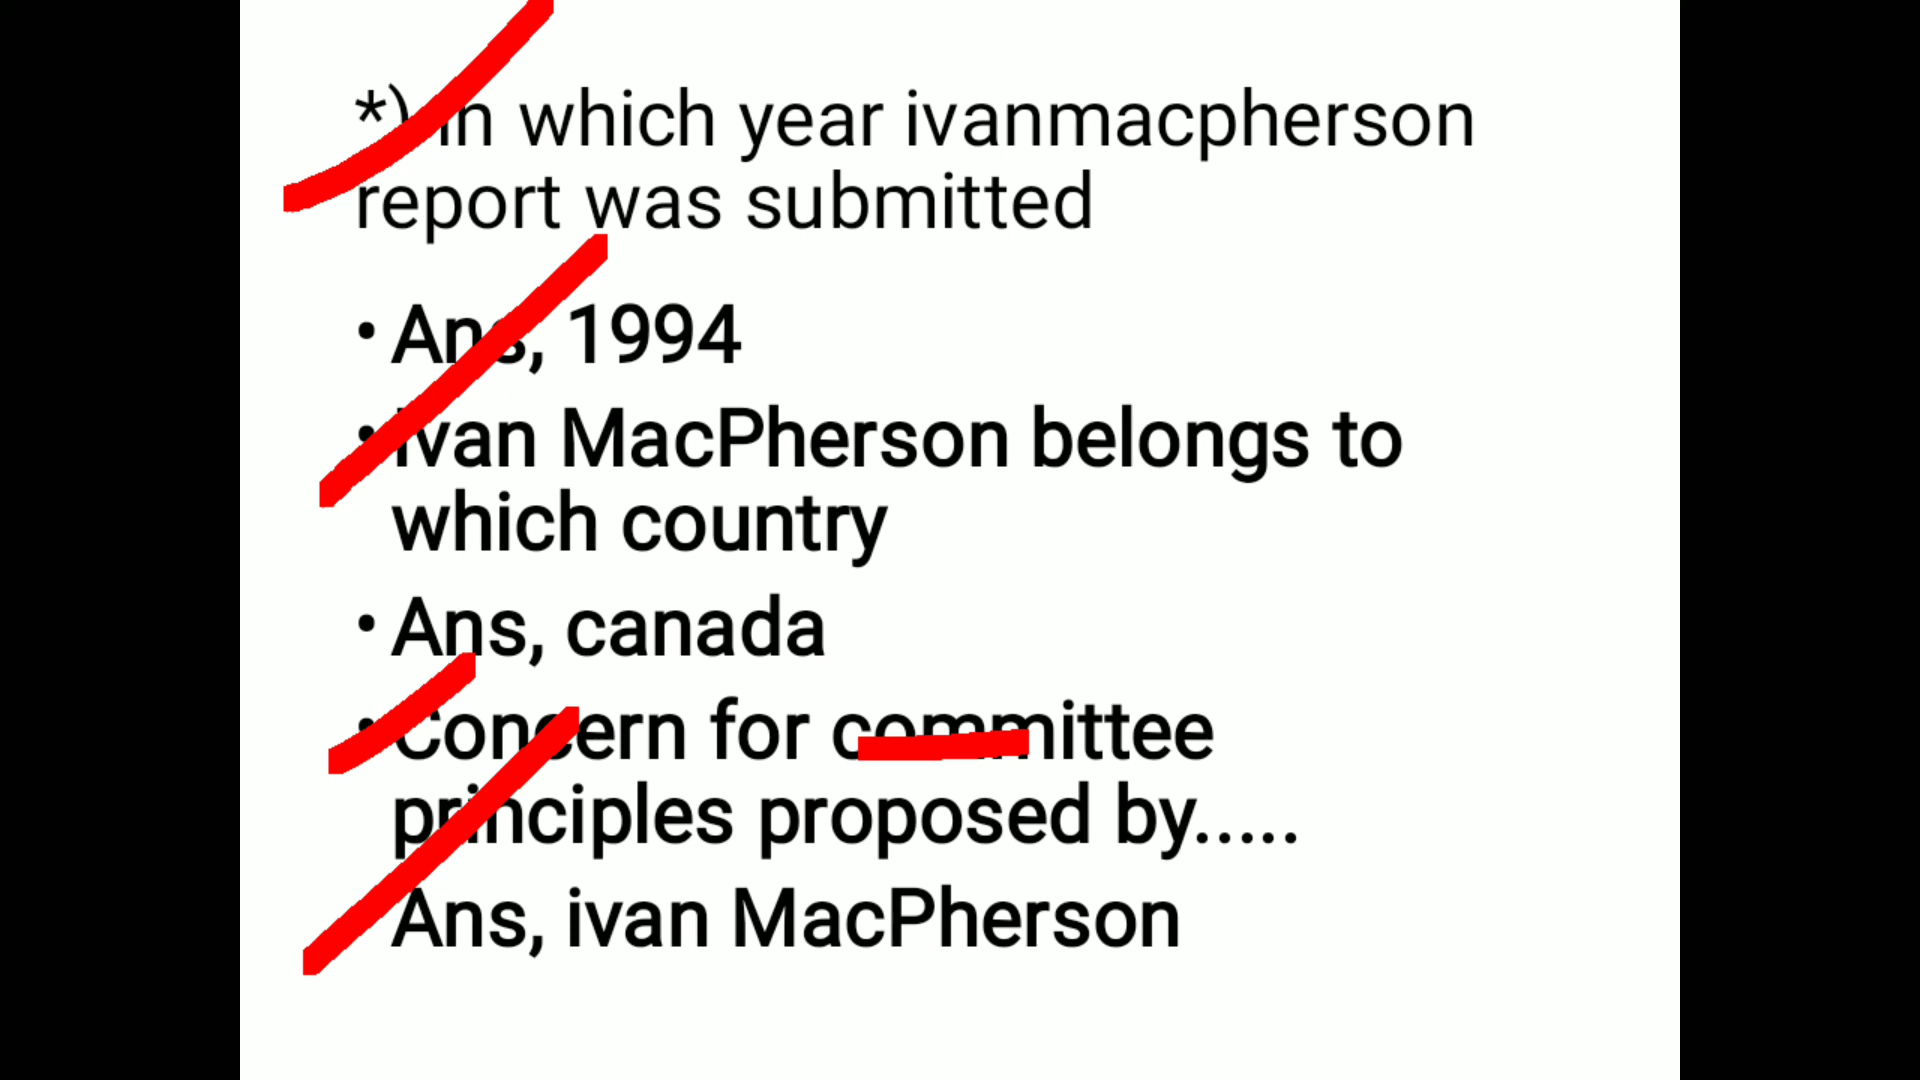 *) in which year ivanmacpherson
report was submitted
• Ans, 1994
• Ivan MacPherson belongs to
which country
• Ans, canada
• Concern for committee
principles proposed by.....
Ans, ivan MacPherson